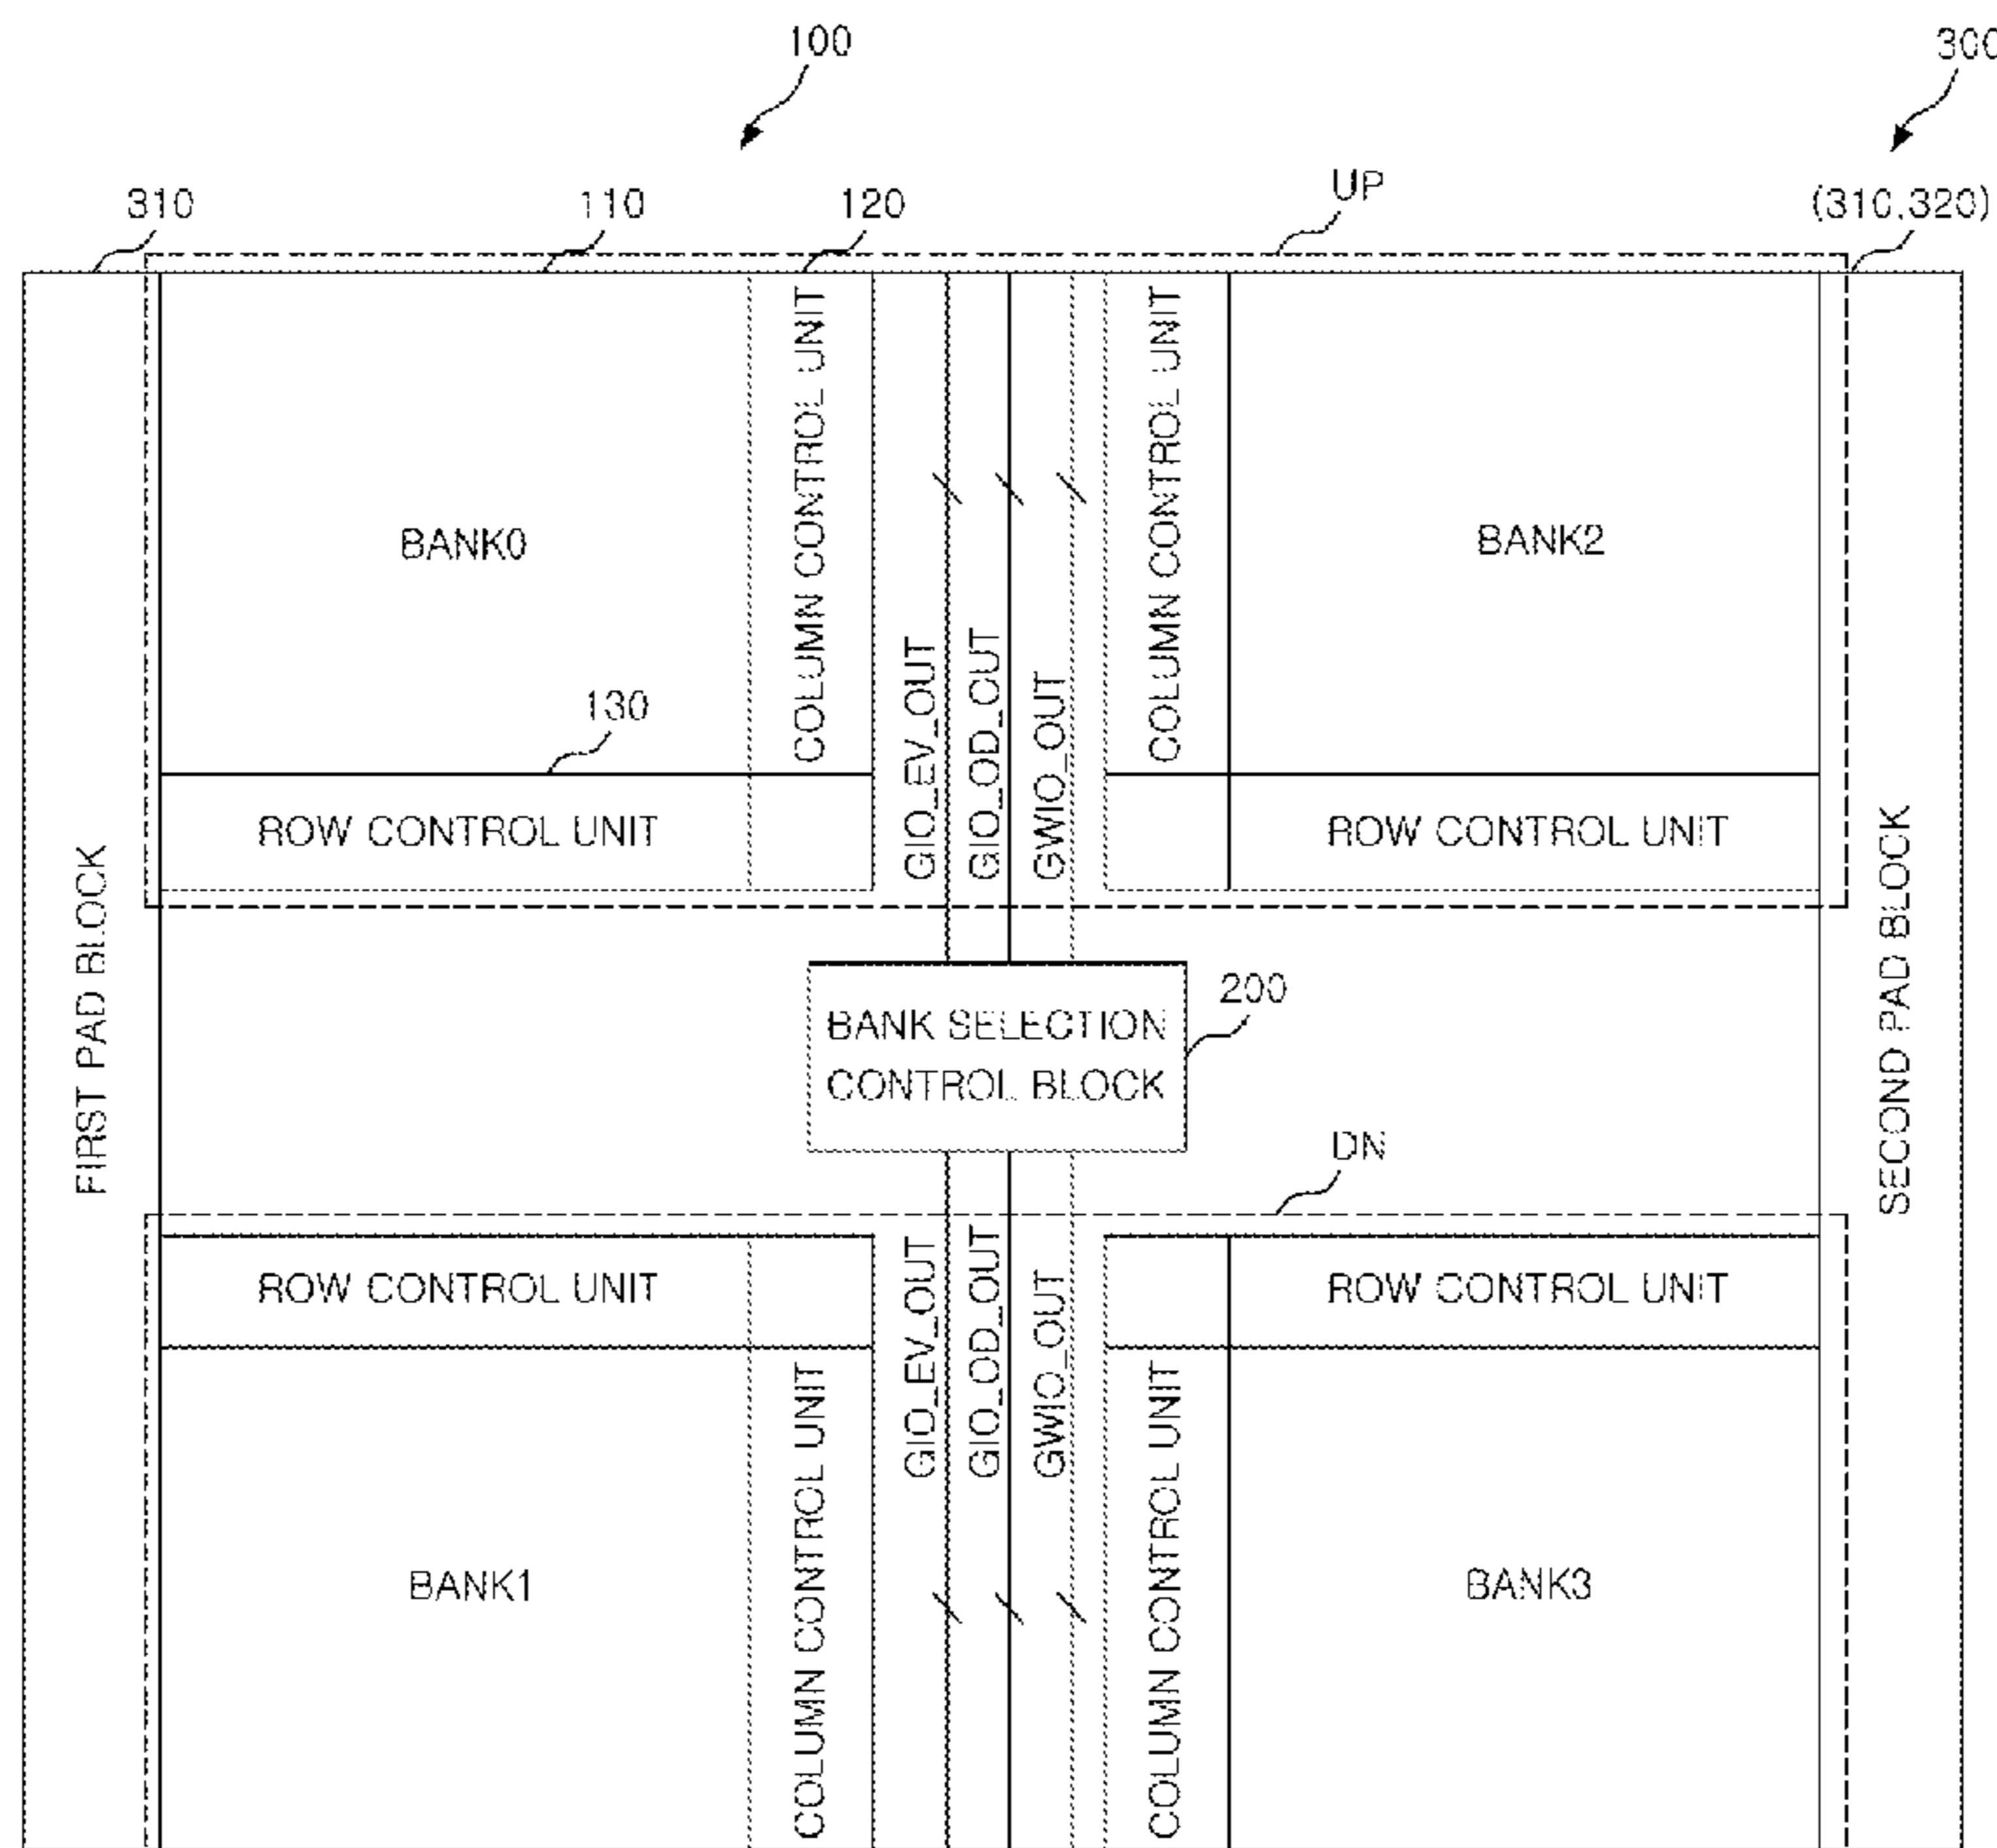 100
300
310
110
120
UP
(310,320)
COLUMN CONTROL UNIT
COLUMN CONTROL UNIT
BANK0
BANK2
GIO_EV_OUT
GIO_OD_OUT
GWIO_OUT
130
ROW CONTROL UNIT
ROW CONTROL UNIT
FIRST PAD BLOCK
SECOND PAD BLOCK
200
BANK SELECTION
CONTROL BLOCK
DN
ROW CONTROL UNIT
ROW CONTROL UNIT
GIO_EV_OUT
GIO_OD_OUT
GWIO_OUT
COLUMN CONTROL UNIT
COLUMN CONTROL UNIT
BANK1
BANK3